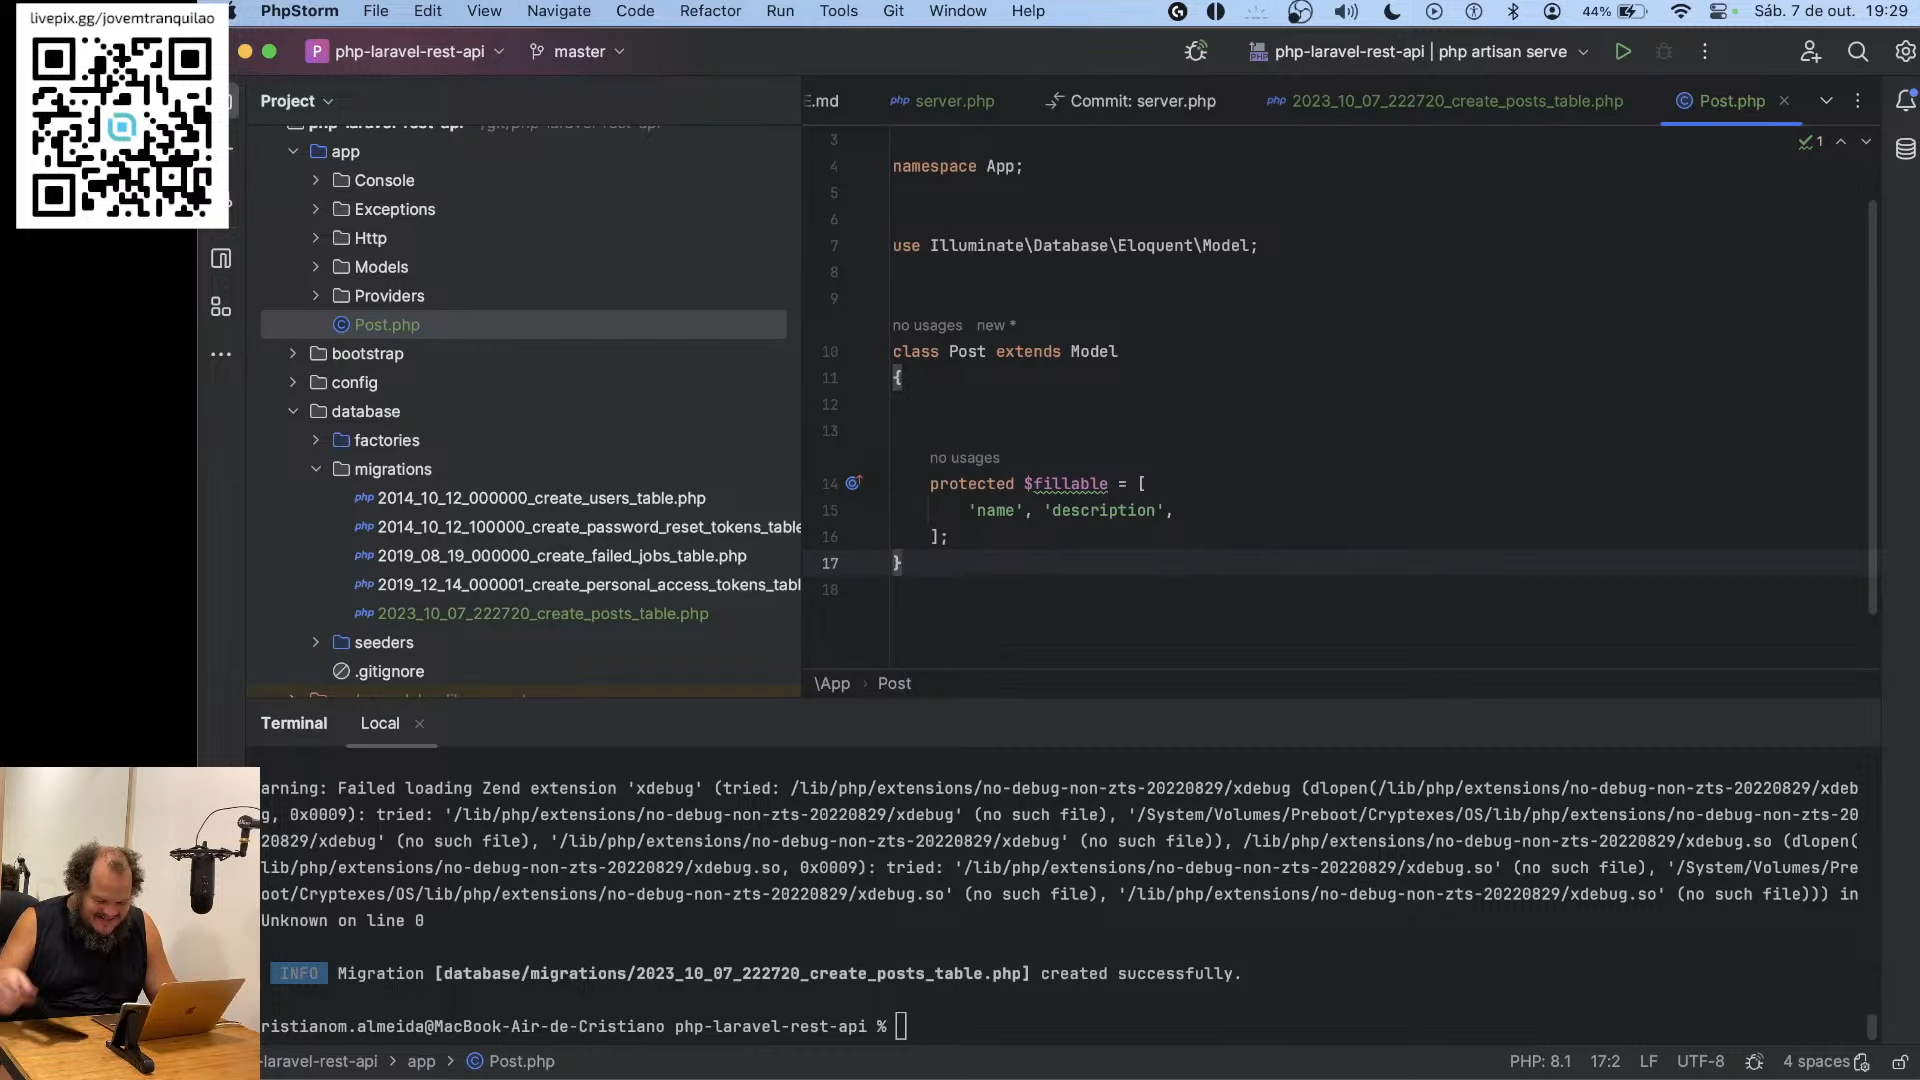 livepix.gg/jovemtranquilao
PhpStorm File Edit View Navigate Code Refactor Run Tools Git Window Help
44% Sáb. 7 de out. 19:29
P php-laravel-rest-api master
php-laravel-rest-api | php artisan serve
Project
E.md php server.php Commit: server.php php 2023_10_07_222720_create_posts_table.php Post.php
app
Console
Exceptions
Http
Models
Providers
Post.php
bootstrap
config
database
factories
migrations
php 2014_10_12_000000_create_users_table.php
php 2014_10_12_100000_create_password_reset_tokens_table
php 2019_08_19_000000_create_failed_jobs_table.php
php 2019_12_14_000001_create_personal_access_tokens_tabl
php 2023_10_07_222720_create_posts_table.php
seeders
.gitignore
1
3
4 namespace App;
5
6
7 use Illuminate\Database\Eloquent\Model;
8
9
no usages new *
10 class Post extends Model
11 {
12
13
no usages
14 protected $fillable = [
15 'name', 'description',
16 ];
17 }
18
\App › Post
Terminal Local
arning: Failed loading Zend extension 'xdebug' (tried: /lib/php/extensions/no-debug-non-zts-20220829/xdebug (dlopen(/lib/php/extensions/no-debug-non-zts-20220829/xdeb
g, 0x0009): tried: '/lib/php/extensions/no-debug-non-zts-20220829/xdebug' (no such file), '/System/Volumes/Preboot/Cryptexes/OS/lib/php/extensions/no-debug-non-zts-20
20829/xdebug' (no such file), '/lib/php/extensions/no-debug-non-zts-20220829/xdebug' (no such file)), /lib/php/extensions/no-debug-non-zts-20220829/xdebug.so (dlopen(
lib/php/extensions/no-debug-non-zts-20220829/xdebug.so, 0x0009): tried: '/lib/php/extensions/no-debug-non-zts-20220829/xdebug.so' (no such file), '/System/Volumes/Pre
oot/Cryptexes/OS/lib/php/extensions/no-debug-non-zts-20220829/xdebug.so' (no such file), '/lib/php/extensions/no-debug-non-zts-20220829/xdebug.so' (no such file))) in
Unknown on line 0
INFO Migration [database/migrations/2023_10_07_222720_create_posts_table.php] created successfully.
ristianom.almeida@MacBook-Air-de-Cristiano php-laravel-rest-api %
-laravel-rest-api › app › Post.php
PHP: 8.1 17:2 LF UTF-8 4 spaces